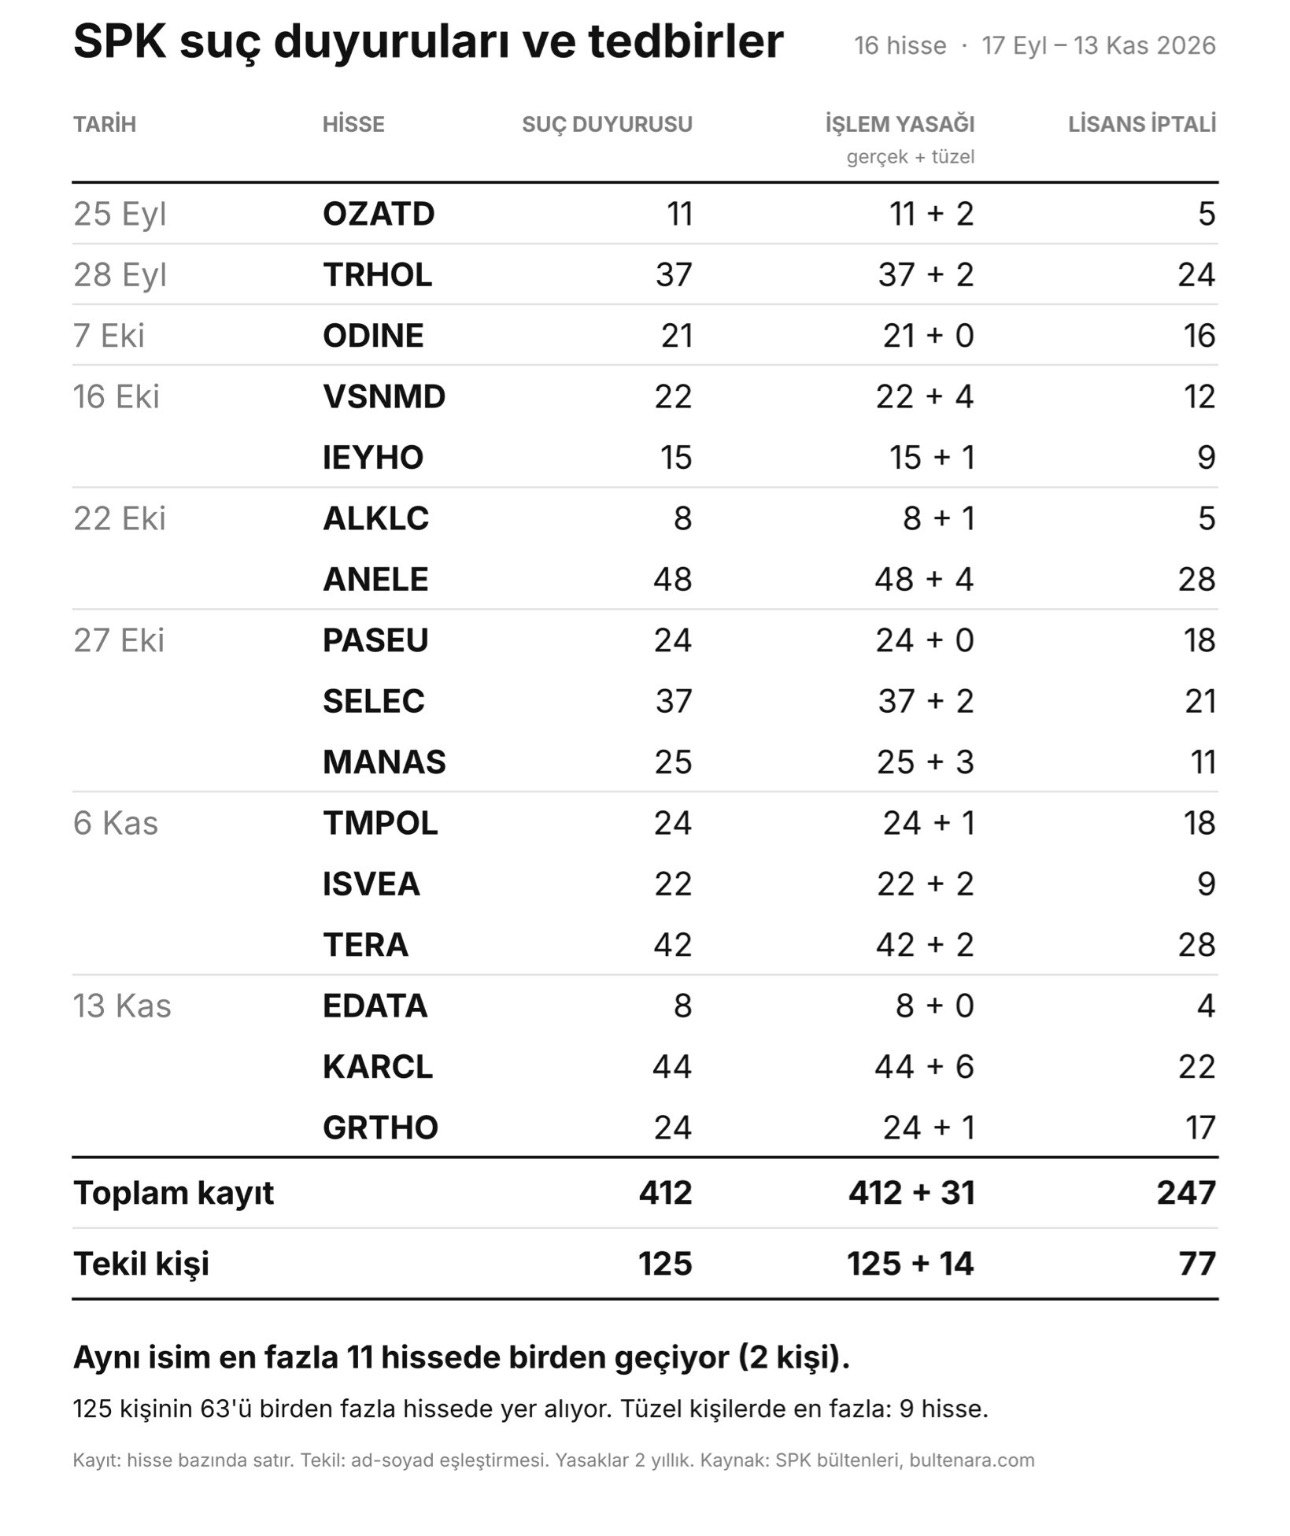 SPK suç duyuruları ve tedbirler 16 hisse · 17 Eyl – 13 Kas 2026
TARİH HİSSE SUÇ DUYURUSU İŞLEM YASAĞI LİSANS İPTALİ
gerçek + tüzel
25 Eyl OZATD 11 11 + 2 5
28 Eyl TRHOL 37 37 + 2 24
7 Eki ODINE 21 21 + 0 16
16 Eki VSNMD 22 22 + 4 12
IEYHO 15 15 + 1 9
22 Eki ALKLC 8 8 + 1 5
ANELE 48 48 + 4 28
27 Eki PASEU 24 24 + 0 18
SELEC 37 37 + 2 21
MANAS 25 25 + 3 11
6 Kas TMPOL 24 24 + 1 18
ISVEA 22 22 + 2 9
TERA 42 42 + 2 28
13 Kas EDATA 8 8 + 0 4
KARCL 44 44 + 6 22
GRTHO 24 24 + 1 17
Toplam kayıt 412 412 + 31 247
Tekil kişi 125 125 + 14 77
Aynı isim en fazla 11 hissede birden geçiyor (2 kişi).
125 kişinin 63'ü birden fazla hissede yer alıyor. Tüzel kişilerde en fazla: 9 hisse.
Kayıt: hisse bazında satır. Tekil: ad-soyad eşleştirmesi. Yasaklar 2 yıllık. Kaynak: SPK bültenleri, bultenara.com